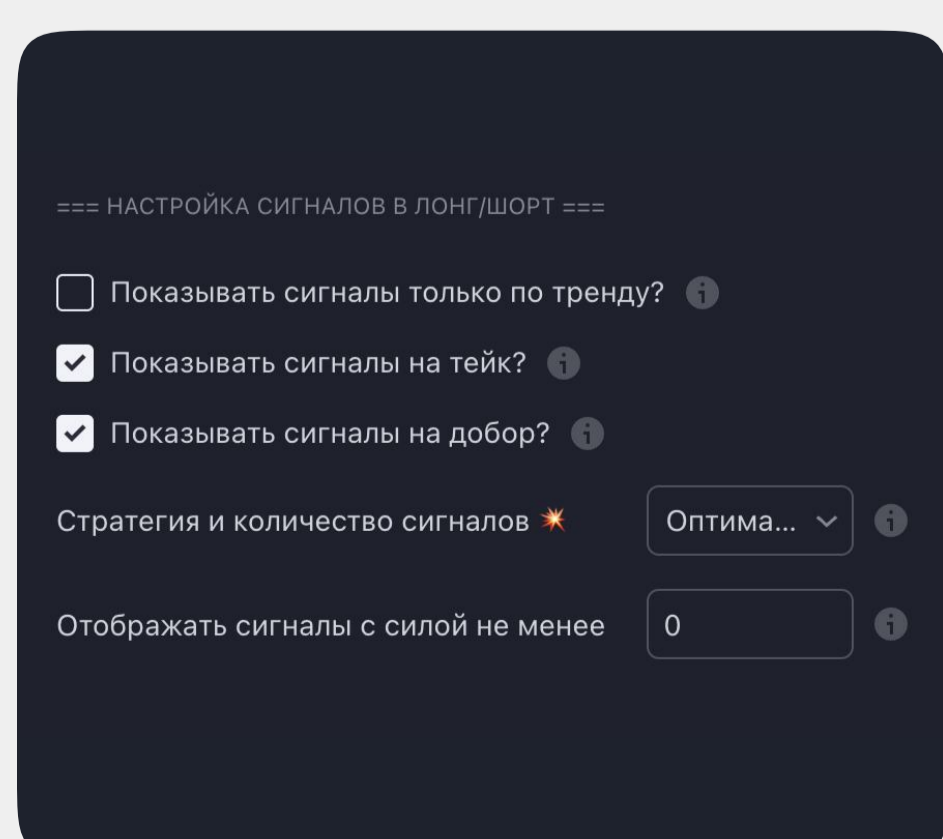 === НАСТРОЙКА СИГНАЛОВ В ЛОНГ/ШОРТ ===
Показывать сигналы только по тренду?
Показывать сигналы на тейк?
Показывать сигналы на добор?
Стратегия и количество сигналов 💥 Оптима...
Отображать сигналы с силой не менее 0